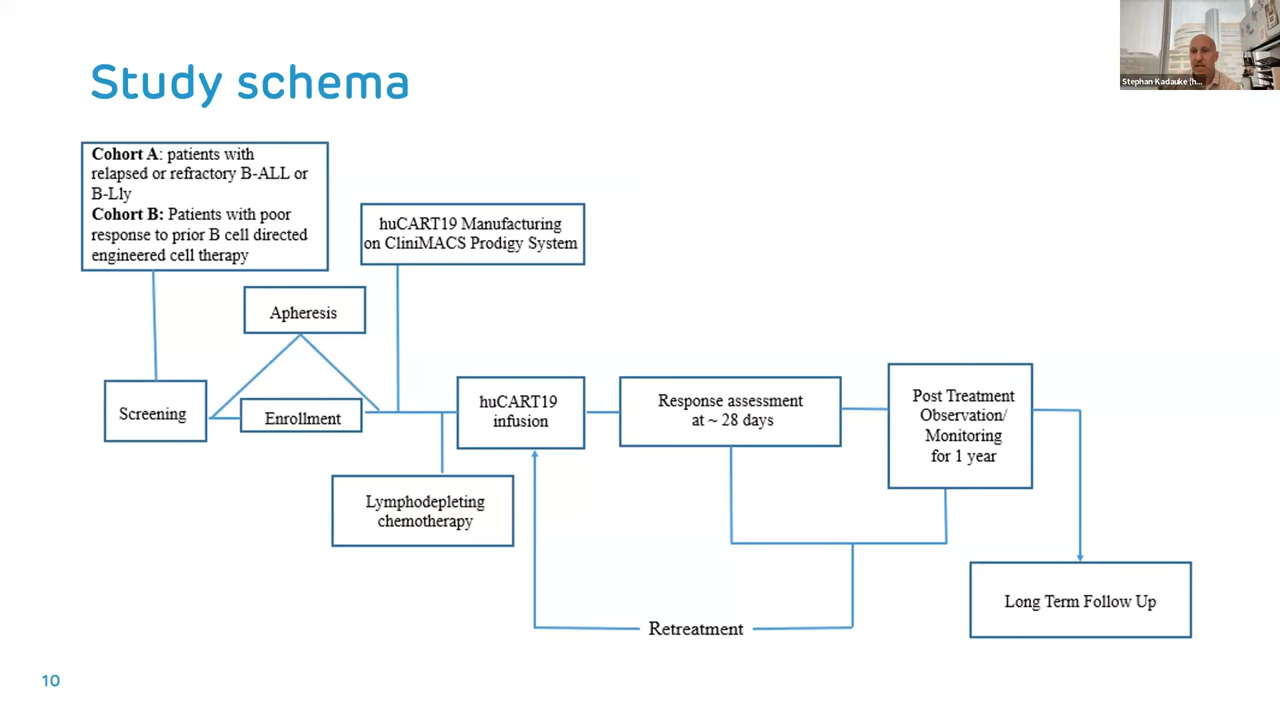 Study schema
Stephan Kadauke (h...
Cohort A: patients with
relapsed or refractory B-ALL or
B-Lly
Cohort B: Patients with poor
response to prior B cell directed
engineered cell therapy
huCART19 Manufacturing
on CliniMACS Prodigy System
Apheresis
Screening
Enrollment
huCART19
infusion
Response assessment
at ~ 28 days
Post Treatment
Observation/
Monitoring
for 1 year
Lymphodepleting
chemotherapy
Retreatment
Long Term Follow Up
10